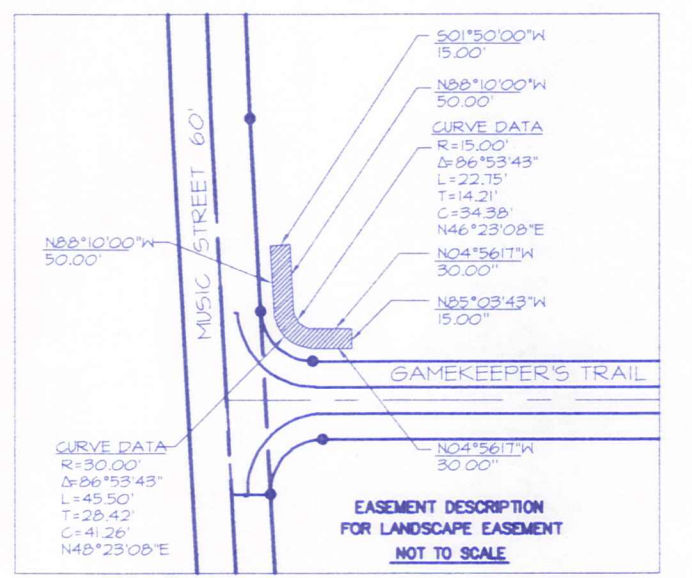 S01°50'00"W
15.00'
N88°10'00"W
50.00'
CURVE DATA
R=15.00'
Δ=86°53'43"
L=22.75'
T=14.21'
C=34.38'
N46°23'08"E
N04°56'17"W
30.00"
N85°03'43"W
15.00"
N88°10'00"W
50.00'
MUSIC STREET 60'
GAMEKEEPER'S TRAIL
N04°56'17"W
30.00"
CURVE DATA
R=30.00'
Δ=86°53'43"
L=45.50'
T=28.42'
C=41.26'
N48°23'08"E
EASEMENT DESCRIPTION
FOR LANDSCAPE EASEMENT
NOT TO SCALE